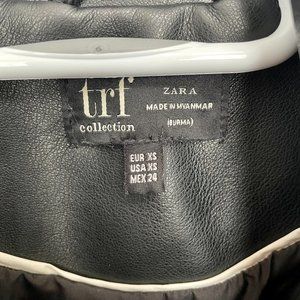 trf
collection
ZARA
MADE IN MYANMAR
(BURMA)
EUR XS
USA XS
MEX 24